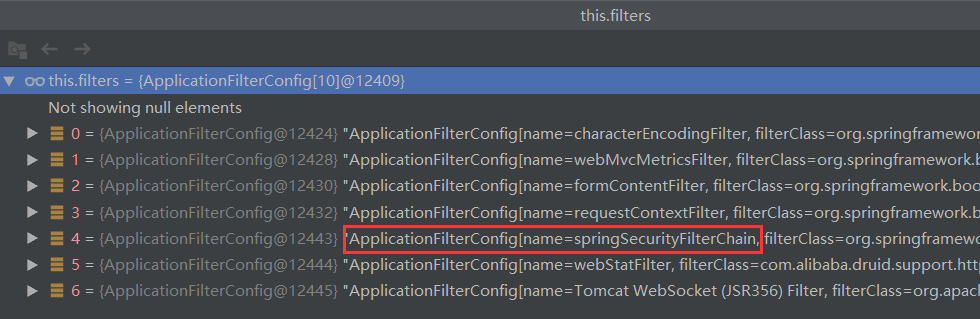 this.filters
this.filters = {ApplicationFilterConfig[10]@12409}
Not showing null elements
0 = {ApplicationFilterConfig@12424} "ApplicationFilterConfig[name=characterEncodingFilter, filterClass=org.springframework
1 = {ApplicationFilterConfig@12428} "ApplicationFilterConfig[name=webMvcMetricsFilter, filterClass=org.springframework.b
2 = {ApplicationFilterConfig@12430} "ApplicationFilterConfig[name=formContentFilter, filterClass=org.springframework.boo
3 = {ApplicationFilterConfig@12432} "ApplicationFilterConfig[name=requestContextFilter, filterClass=org.springframework.b
4 = {ApplicationFilterConfig@12443} "ApplicationFilterConfig[name=springSecurityFilterChain, filterClass=org.springframew
5 = {ApplicationFilterConfig@12444} "ApplicationFilterConfig[name=webStatFilter, filterClass=com.alibaba.druid.support.htt
6 = {ApplicationFilterConfig@12445} "ApplicationFilterConfig[name=Tomcat WebSocket (JSR356) Filter, filterClass=org.apac